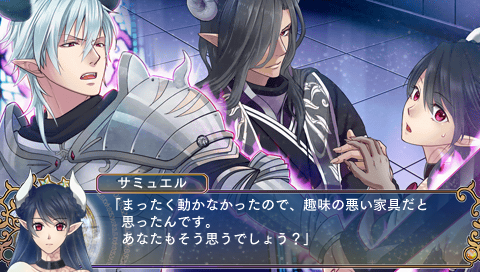 サミュエル
「まったく動かなかったので、趣味の悪い家具だと
思ったんです。
あなたもそう思うでしょう？」